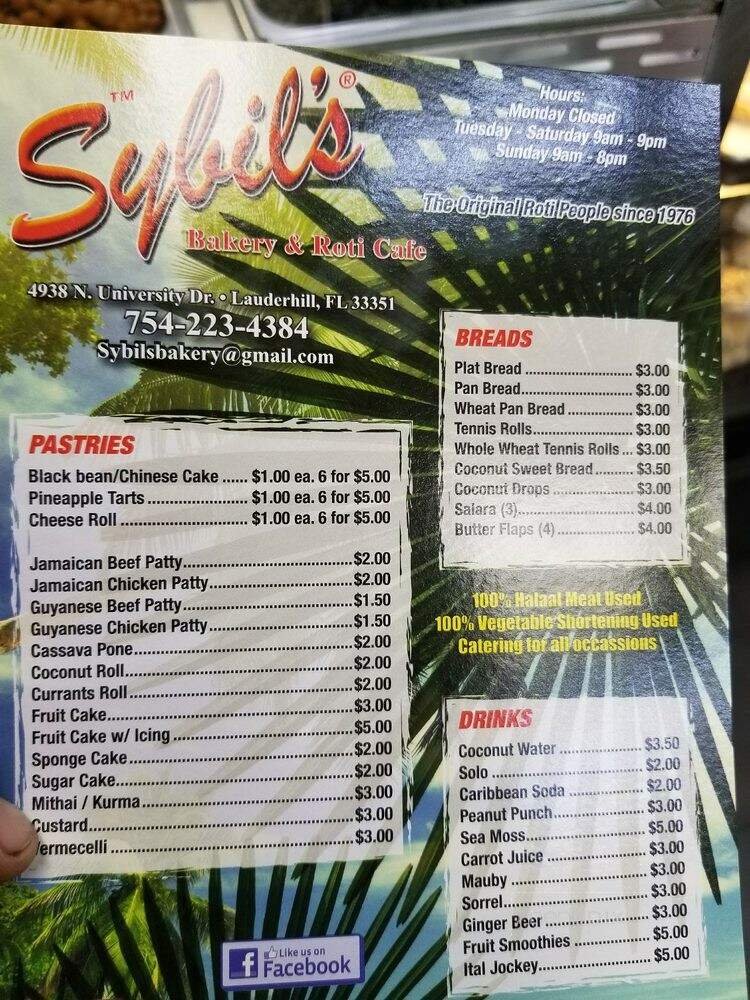 ™
Sybil's®
Bakery & Roti Cafe
4938 N. University Dr. • Lauderhill, FL 33351
754-223-4384
Sybilsbakery@gmail.com
Hours:
Monday Closed
Tuesday - Saturday 9am - 9pm
Sunday 9am - 8pm
The Original Roti People since 1976
PASTRIES
Black bean/Chinese Cake ...... $1.00 ea. 6 for $5.00
Pineapple Tarts ...................... $1.00 ea. 6 for $5.00
Cheese Roll ............................ $1.00 ea. 6 for $5.00
Jamaican Beef Patty.......................................$2.00
Jamaican Chicken Patty.................................$2.00
Guyanese Beef Patty......................................$1.50
Guyanese Chicken Patty.................................$1.50
Cassava Pone.................................................$2.00
Coconut Roll...................................................$2.00
Currants Roll..................................................$2.00
Fruit Cake.......................................................$3.00
Fruit Cake w/ Icing ........................................$5.00
Sponge Cake..................................................$2.00
Sugar Cake.....................................................$2.00
Mithai / Kurma................................................$3.00
Custard...........................................................$3.00
ermecelli .......................................................$3.00
BREADS
Plat Bread ........................... $3.00
Pan Bread............................ $3.00
Wheat Pan Bread ................ $3.00
Tennis Rolls......................... $3.00
Whole Wheat Tennis Rolls ... $3.00
Coconut Sweet Bread.......... $3.50
Coconut Drops .................... $3.00
Salara (3)............................. $4.00
Butter Flaps (4) ................... $4.00
100% Halaal Meat Used
100% Vegetable Shortening Used
Catering for all occassions
DRINKS
Coconut Water .................... $3.50
Solo ..................................... $2.00
Caribbean Soda ................... $2.00
Peanut Punch....................... $3.00
Sea Moss.............................. $5.00
Carrot Juice ......................... $3.00
Mauby .................................. $3.00
Sorrel.................................... $3.00
Ginger Beer .......................... $3.00
Fruit Smoothies .................... $5.00
Ital Jockey............................. $5.00
f Like us on
Facebook